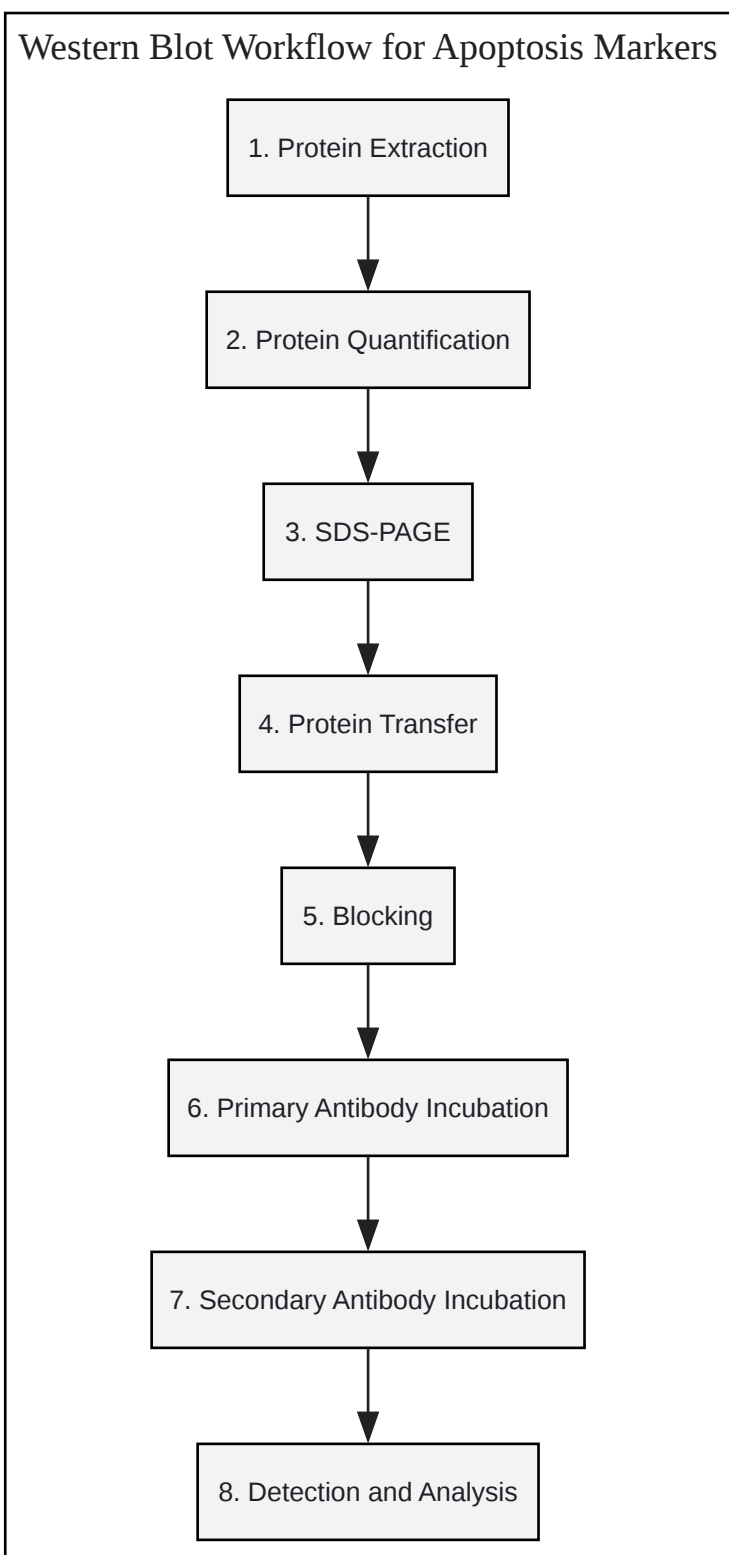 Western Blot Workflow for Apoptosis Markers
1. Protein Extraction
2. Protein Quantification
3. SDS-PAGE
4. Protein Transfer
5. Blocking
6. Primary Antibody Incubation
7. Secondary Antibody Incubation
8. Detection and Analysis